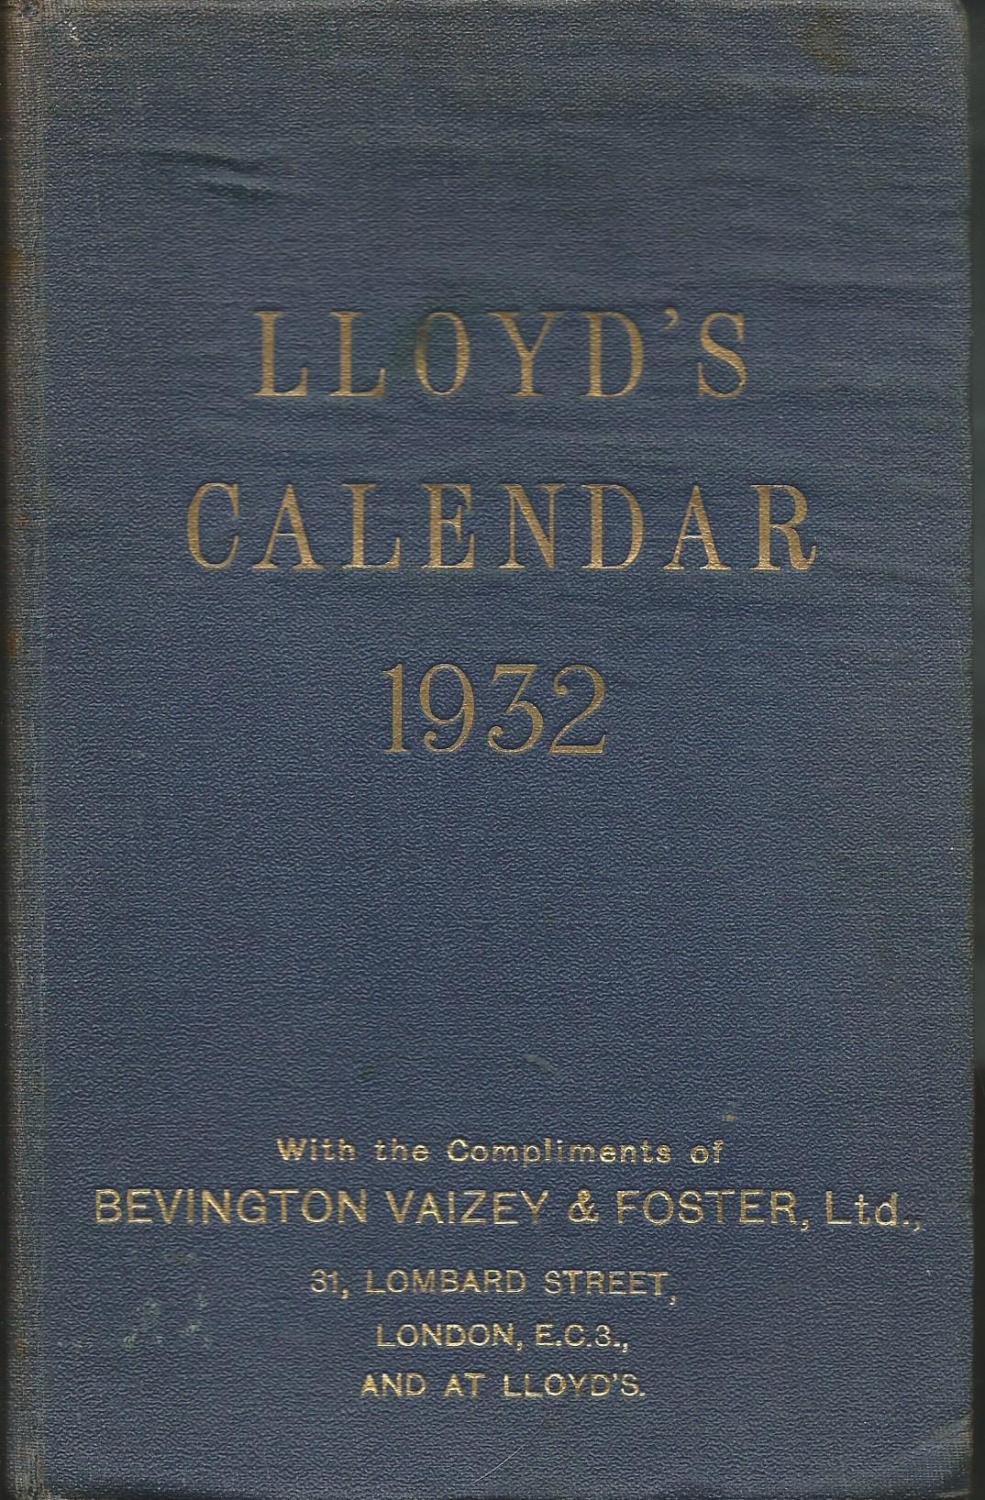 LLOYD'S
CALENDAR
1932
With the Compliments of
BEVINGTON VAIZEY & FOSTER, Ltd.,
31, LOMBARD STREET,
LONDON, E.C.3.,
AND AT LLOYD'S.